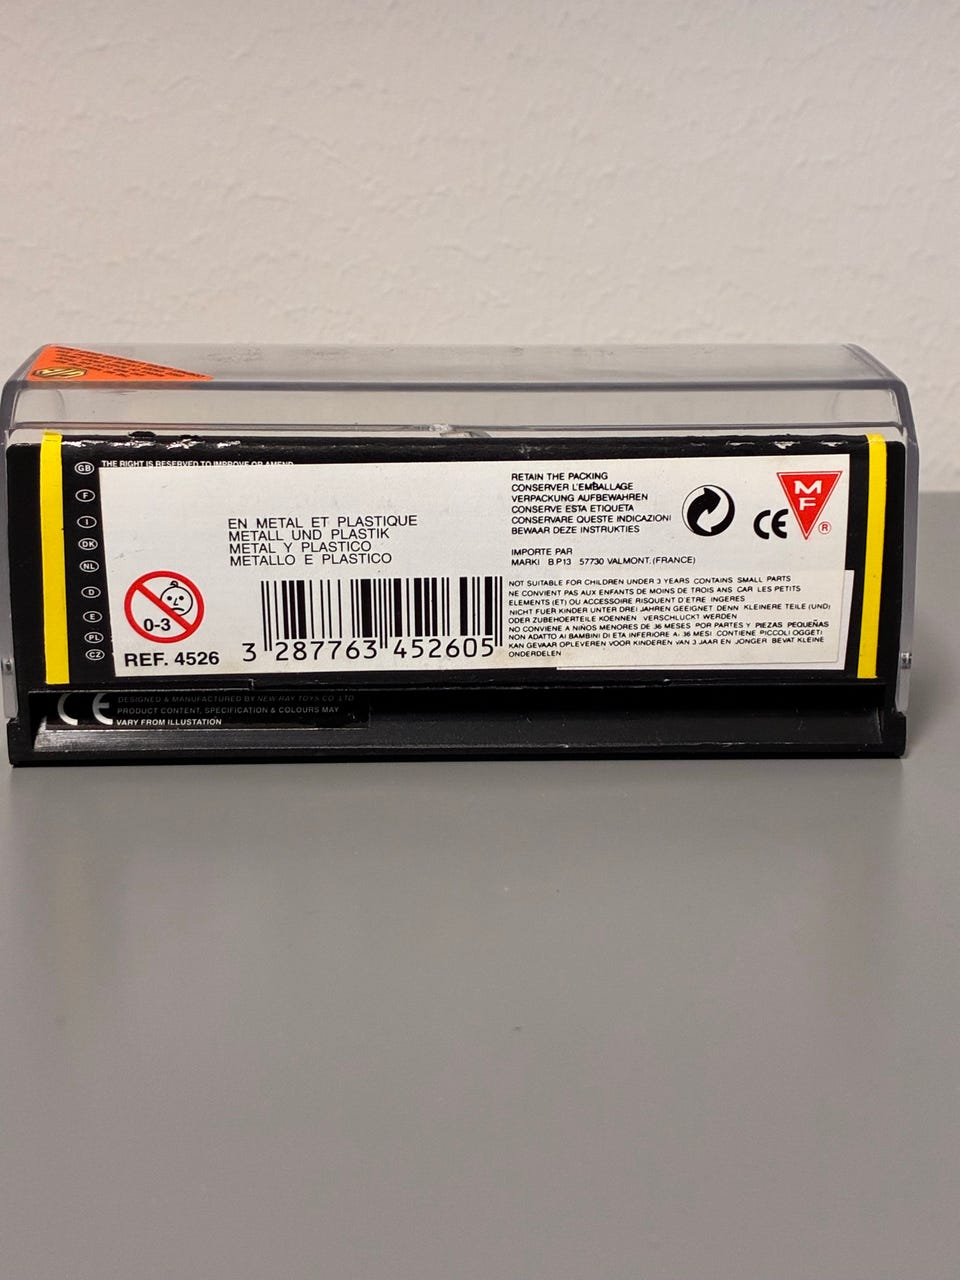 GB THE RIGHT IS RESERVED TO IMPROVE OR AMEND
F
I
DK
NL
D
E
PL
CZ
EN METAL ET PLASTIQUE
METALL UND PLASTIK
METAL Y PLASTICO
METALLO E PLASTICO
0-3
REF. 4526
3 287763 452605
RETAIN THE PACKING
CONSERVER L'EMBALLAGE
VERPACKUNG AUFBEWAHREN
CONSERVE ESTA ETIQUETA
CONSERVARE QUESTE INDICAZIONI
BEWAAR DEZE INSTRUKTIES
IMPORTE PAR
MARKI B.P.13 57730 VALMONT. (FRANCE)
CE
MF ®
NOT SUITABLE FOR CHILDREN UNDER 3 YEARS CONTAINS SMALL PARTS
NE CONVIENT PAS AUX ENFANTS DE MOINS DE TROIS ANS CAR LES PETITS
ELEMENTS (ET) OU ACCESSOIRE RISQUENT D'ETRE INGERES
NICHT FUER KINDER UNTER DREI JAHREN GEEIGNET DENN KLEINERE TEILE (UND)
ODER ZUBEHOERTEILE KOENNEN VERSCHLUCKT WERDEN
NO CONVIENE A NIÑOS MENORES DE 36 MESES POR PARTES Y PIEZAS PEQUEÑAS
NON ADATTO AI BAMBINI DI ETA INFERIORE A: 36 MESI. CONTIENE PICCOLI OGGETI
KAN GEVAAR OPLEVEREN VOOR KINDEREN VAN 3 JAAR EN JONGER BEVAT KLEINE
ONDERDELEN
CE DESIGNED & MANUFACTURED BY NEW-RAY TOYS CO. LTD.
PRODUCT CONTENT, SPECIFICATION & COLOURS MAY
VARY FROM ILLUSTATION